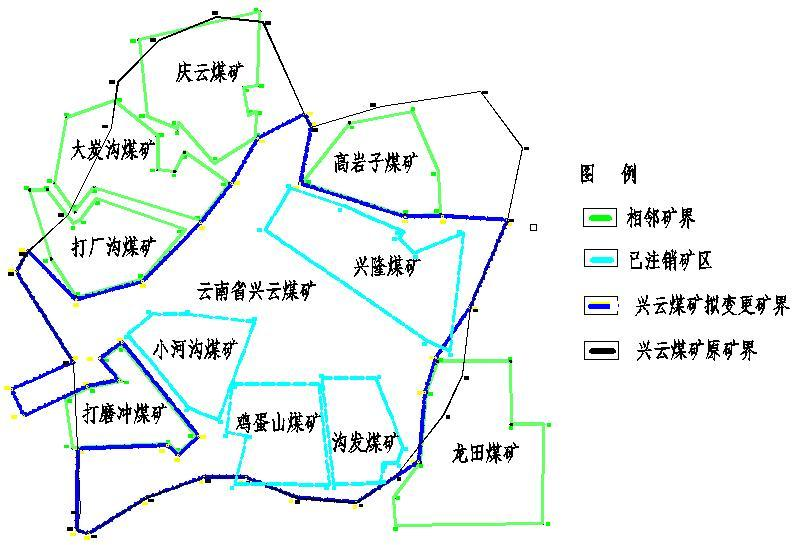 庆云煤矿
大炭沟煤矿
高岩子煤矿
图 例
相邻矿界
打厂沟煤矿
兴隆煤矿
已注销矿区
云南省兴云煤矿
兴云煤矿拟变更矿界
小河沟煤矿
兴云煤矿原矿界
打磨冲煤矿
鸡蛋山煤矿
沟发煤矿
龙田煤矿